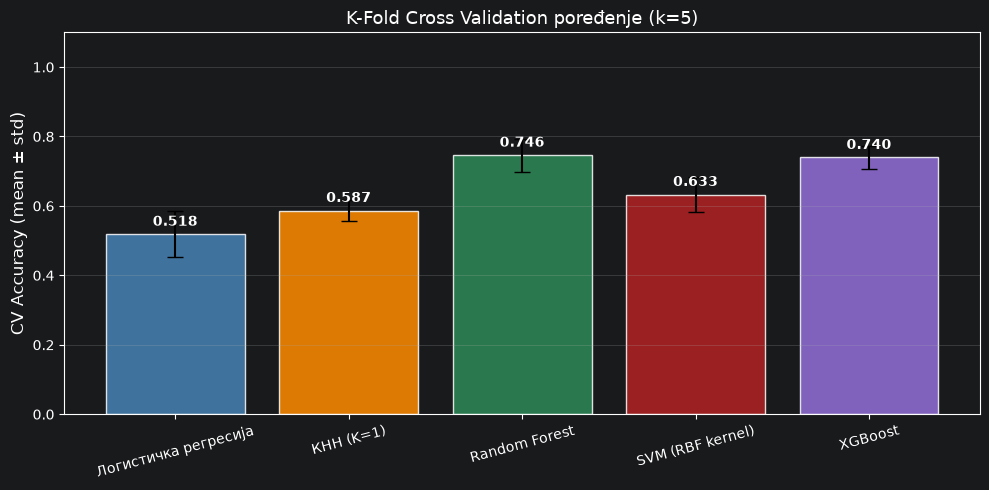 K-Fold Cross Validation poređenje (k=5)
CV Accuracy (mean ± std)
1.0
0.8
0.6
0.4
0.2
0.0
0.518
0.587
0.746
0.633
0.740
Логистичка регресија
КНН (K=1)
Random Forest
SVM (RBF kernel)
XGBoost